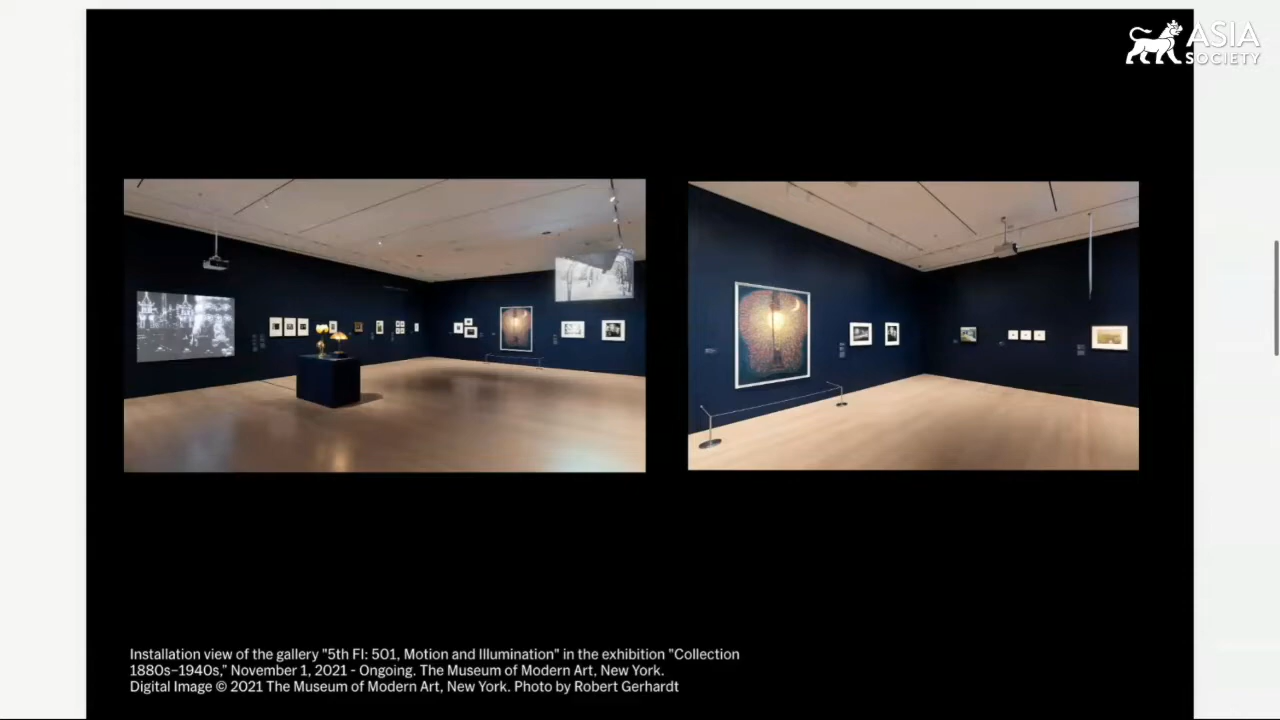 ASIA
SOCIETY
Installation view of the gallery "5th Fl: 501, Motion and Illumination" in the exhibition "Collection
1880s–1940s," November 1, 2021 - Ongoing. The Museum of Modern Art, New York.
Digital Image © 2021 The Museum of Modern Art, New York. Photo by Robert Gerhardt